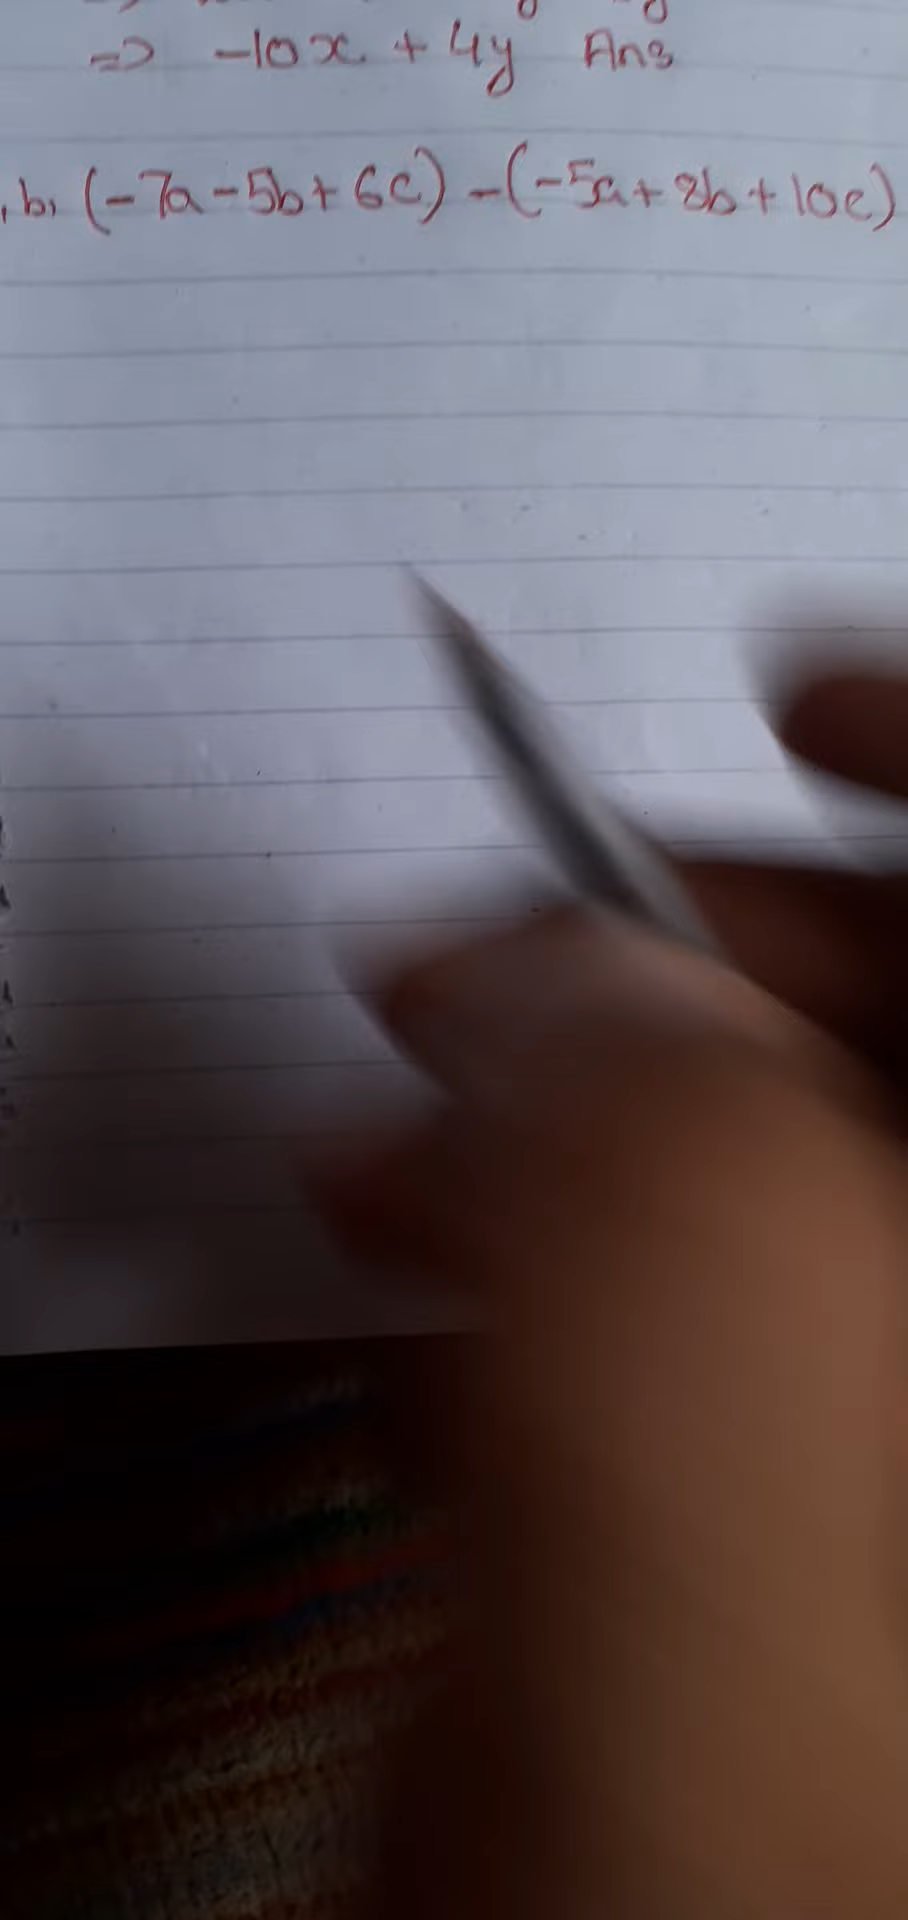 => -10x + 4y Ans
b, (-7a-5b+6c) -(-5a+8b+10c)